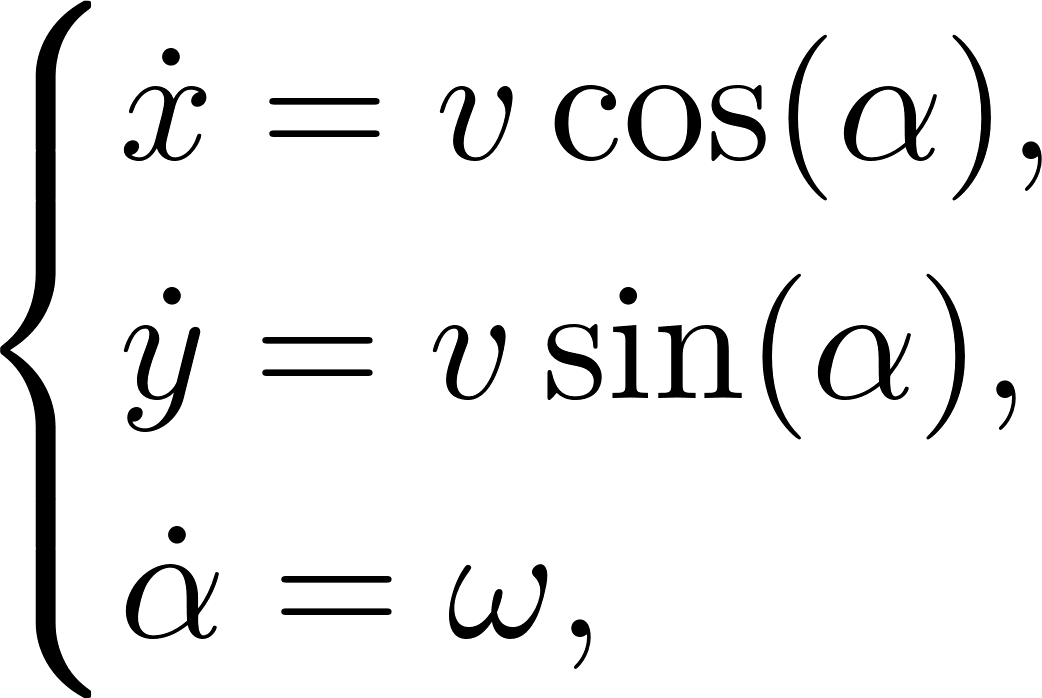 ẋ = v cos(α),
ẏ = v sin(α),
α̇ = ω,